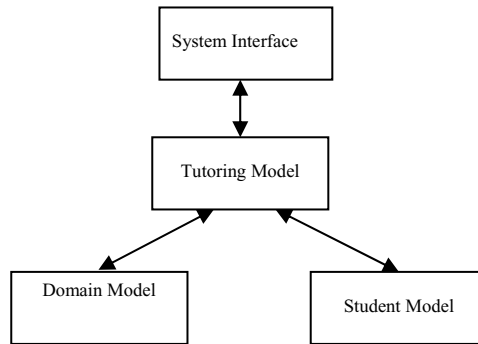 System Interface
Tutoring Model
Domain Model
Student Model